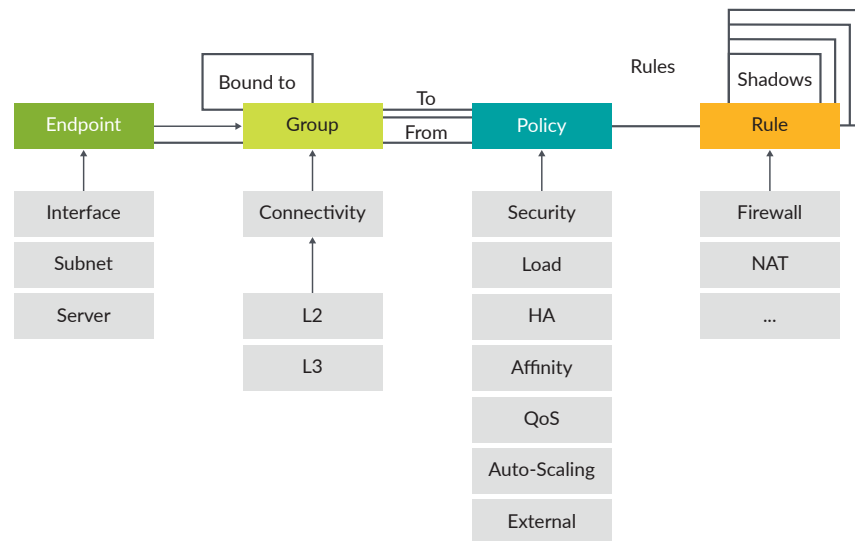 Rules
Bound to
Shadows
To
Endpoint
Group
From
Policy
Rule
Interface
Connectivity
Security
Firewall
Subnet
Load
NAT
Server
L2
HA
...
L3
Affinity
QoS
Auto-Scaling
External